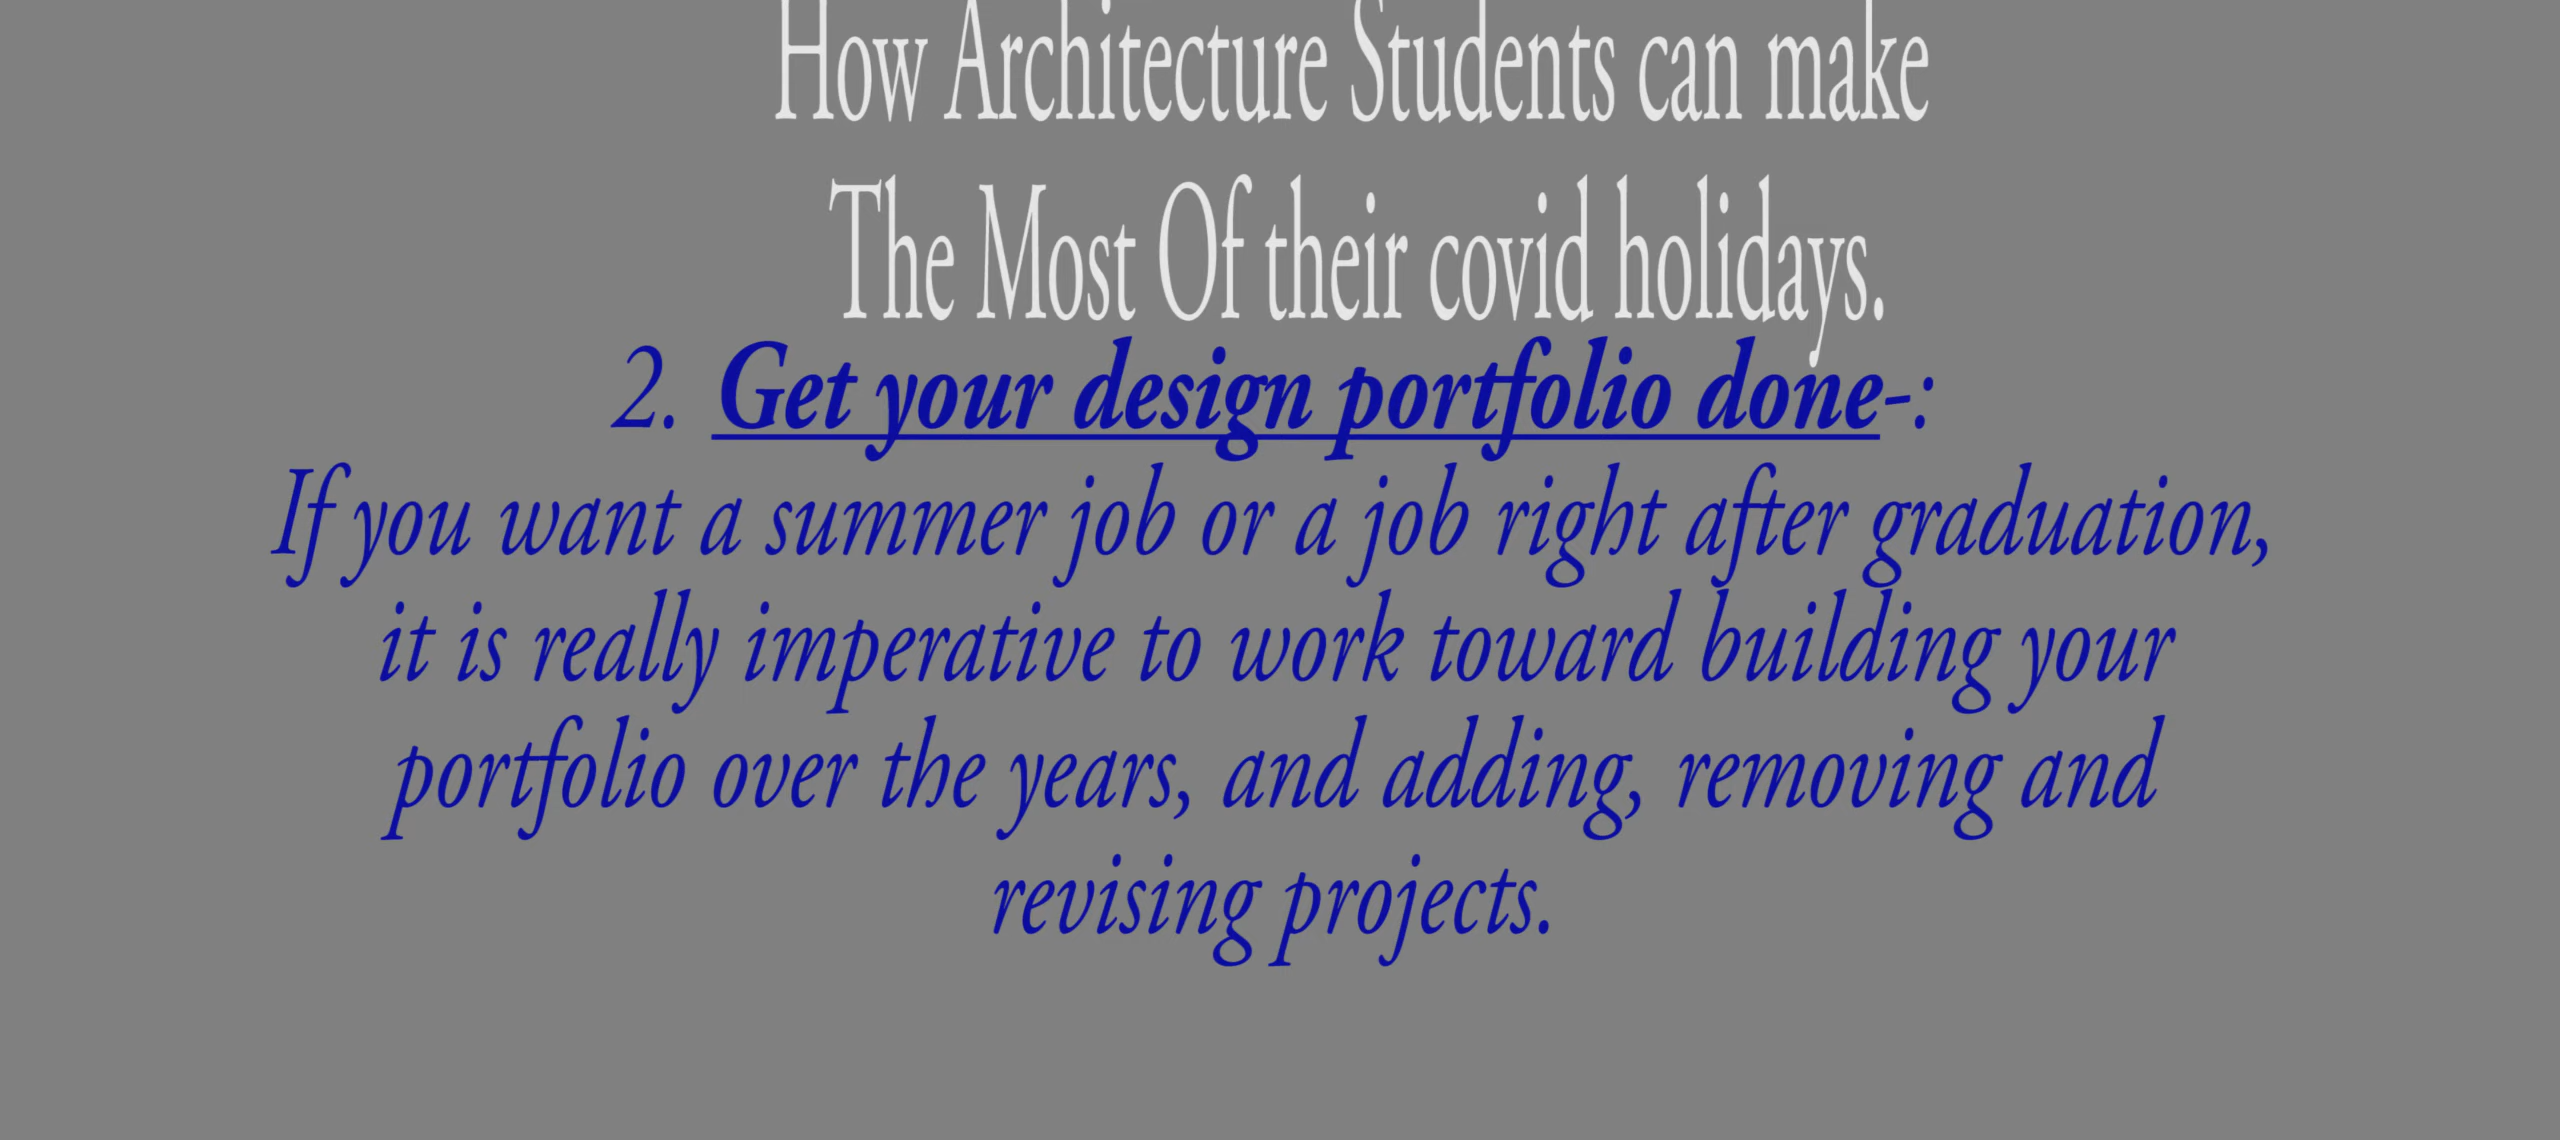 How Architecture Students can make
The Most Of their covid holidays.
2. Get your design portfolio done-:
If you want a summer job or a job right after graduation,
it is really imperative to work toward building your
portfolio over the years, and adding, removing and
revising projects.